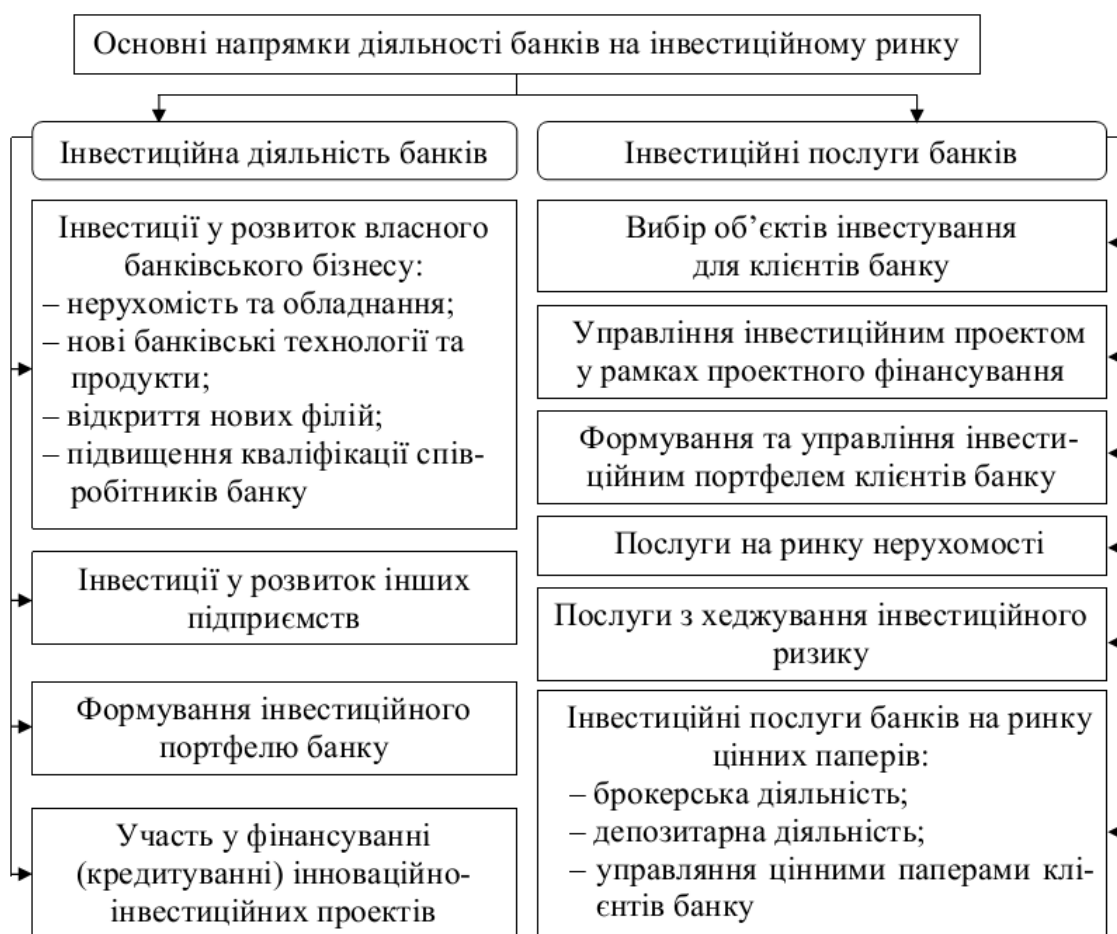 Основні напрямки діяльності банків на інвестиційному ринку
Інвестиційна діяльність банків
Інвестиції у розвиток власного
банківського бізнесу:
– нерухомість та обладнання;
– нові банківські технології та
продукти;
– відкриття нових філій;
– підвищення кваліфікації спів-
робітників банку
Інвестиції у розвиток інших
підприємств
Формування інвестиційного
портфелю банку
Участь у фінансуванні
(кредитуванні) інноваційно-
інвестиційних проектів
Інвестиційні послуги банків
Вибір об’єктів інвестування
для клієнтів банку
Управління інвестиційним проектом
у рамках проектного фінансування
Формування та управління інвести-
ційним портфелем клієнтів банку
Послуги на ринку нерухомості
Послуги з хеджування інвестиційного
ризику
Інвестиційні послуги банків на ринку
цінних паперів:
– брокерська діяльність;
– депозитарна діяльність;
– управляння цінними паперами клі-
єнтів банку